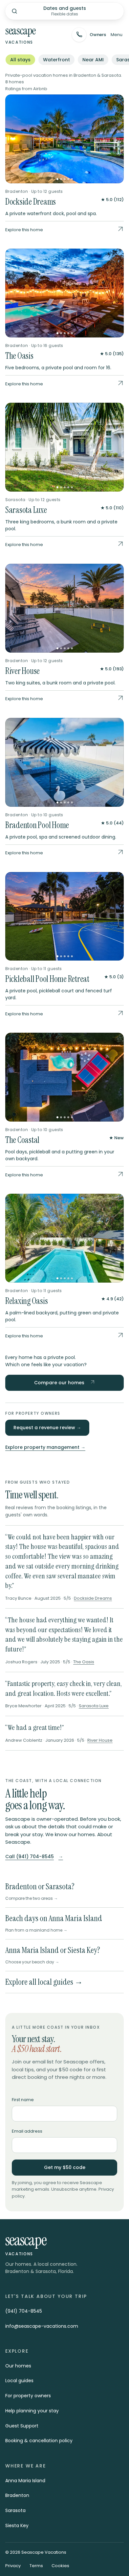 Dates and guests
Flexible dates
seascape
VACATIONS
Owners Menu
All stays Waterfront Near AMI Saras
Private-pool vacation homes in Bradenton & Sarasota
8 homes
Ratings from Airbnb
Bradenton · Up to 12 guests
Dockside Dreams
★ 5.0 (112)
A private waterfront dock, pool and spa.
Explore this home
Bradenton · Up to 16 guests
The Oasis
★ 5.0 (135)
Five bedrooms, a private pool and room for 16.
Explore this home
Sarasota · Up to 12 guests
Sarasota Luxe
★ 5.0 (110)
Three king bedrooms, a bunk room and a private
pool.
Explore this home
Bradenton · Up to 12 guests
River House
★ 5.0 (163)
Two king suites, a bunk room and a private pool.
Explore this home
Bradenton · Up to 10 guests
Bradenton Pool Home
★ 5.0 (44)
A private pool, spa and screened outdoor dining.
Explore this home
Bradenton · Up to 11 guests
Pickleball Pool Home Retreat
★ 5.0 (3)
A private pool, pickleball court and fenced turf
yard.
Explore this home
Bradenton · Up to 10 guests
The Coastal
★ New
Pool days, pickleball and a putting green in your
own backyard.
Explore this home
Bradenton · Up to 11 guests
Relaxing Oasis
★ 4.9 (42)
A palm-lined backyard, putting green and private
pool.
Explore this home
Every home has a private pool.
Which one feels like your vacation?
Compare our homes
FOR PROPERTY OWNERS
Request a revenue review →
Explore property management →
FROM GUESTS WHO STAYED
Time well spent.
Real reviews from the booking listings, in the
guests' own words.
"We could not have been happier with our
stay! The house was beautiful, spacious and
so comfortable! The view was so amazing
and we sat outside every morning drinking
coffee. We even saw several manatee swim
by."
Tracy Bunce · August 2025 · 5/5 · Dockside Dreams
"The home had everything we wanted! It
was beyond our expectations! We loved it
and we will absolutely be staying again in the
future!"
Joshua Rogers · July 2025 · 5/5 · The Oasis
"Fantastic property, easy check in, very clean,
and great location. Hosts were excellent."
Bryce Mewhorter · April 2025 · 5/5 · Sarasota Luxe
"We had a great time!"
Andrew Coslentz · January 2026 · 5/5 · River House
THE COAST, WITH A LOCAL CONNECTION
A little help
goes a long way.
Seascape is owner-operated. Before you book,
ask us about the home, the commute or what to
make your stay. We know our homes. About
Seascape.
Call (941) 704-8545 →
Bradenton or Sarasota?
Compare the two areas →
Beach days on Anna Maria Island
Plan from a mainland home →
Anna Maria Island or Siesta Key?
Choose your beach day →
Explore all local guides →
A LITTLE MORE COAST IN YOUR INBOX
Your next stay.
A $50 head start.
Join our email list for Seascape offers,
local tips, and your code for $50 off a
direct booking of three nights or more.
First name
Email address
Get my $50 code
By joining, you agree to receive Seascape
marketing emails. Unsubscribe anytime. Privacy
policy
seascape
VACATIONS
Our homes. A local connection.
Bradenton & Sarasota, Florida.
LET'S TALK ABOUT YOUR TRIP
(941) 704-8545
info@seascape-vacations.com
EXPLORE
Our homes
Local guides
For property owners
Help planning your stay
Guest Support
Booking & cancellation policy
WHERE WE ARE
Anna Maria Island
Bradenton
Sarasota
Siesta Key
© 2026 Seascape Vacations
Privacy Terms Cookies